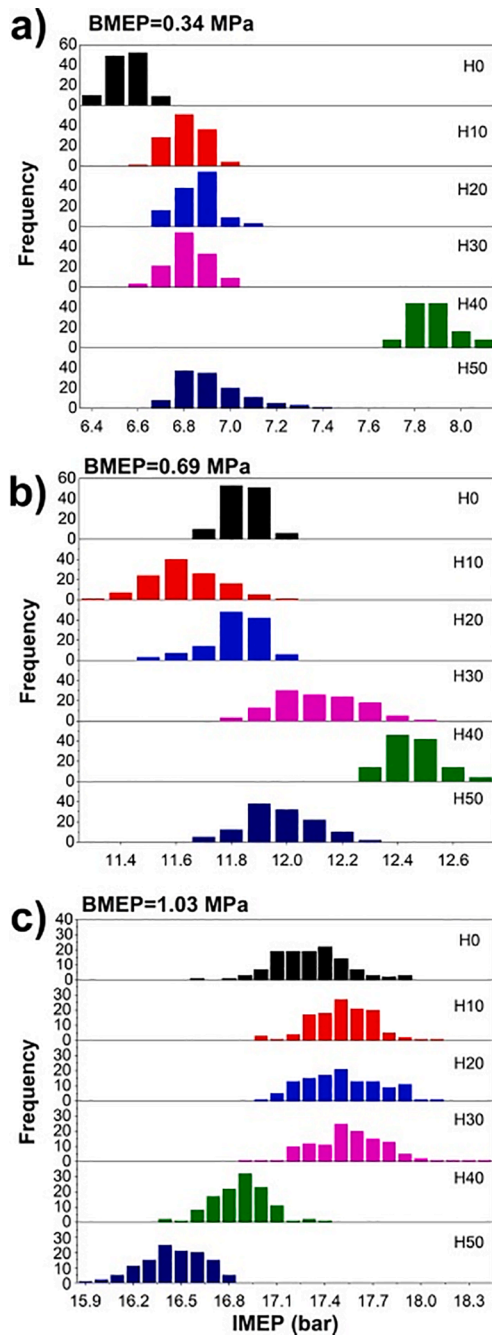 a) BMEP=0.34 MPa
60
40
20
0
H0
40
20
0
H10
40
20
0
H20
40
20
0
H30
40
20
0
H40
40
20
0
H50
Frequency
6.4 6.6 6.8 7.0 7.2 7.4 7.6 7.8 8.0
b) BMEP=0.69 MPa
60
40
20
0
H0
40
20
0
H10
40
20
0
H20
40
20
0
H30
40
20
0
H40
40
20
0
H50
Frequency
11.4 11.6 11.8 12.0 12.2 12.4 12.6
c) BMEP=1.03 MPa
40
30
20
10
0
H0
30
20
10
0
H10
30
20
10
0
H20
30
20
10
0
H30
30
20
10
0
H40
30
20
10
0
H50
Frequency
15.9 16.2 16.5 16.8 17.1 17.4 17.7 18.0 18.3
IMEP (bar)